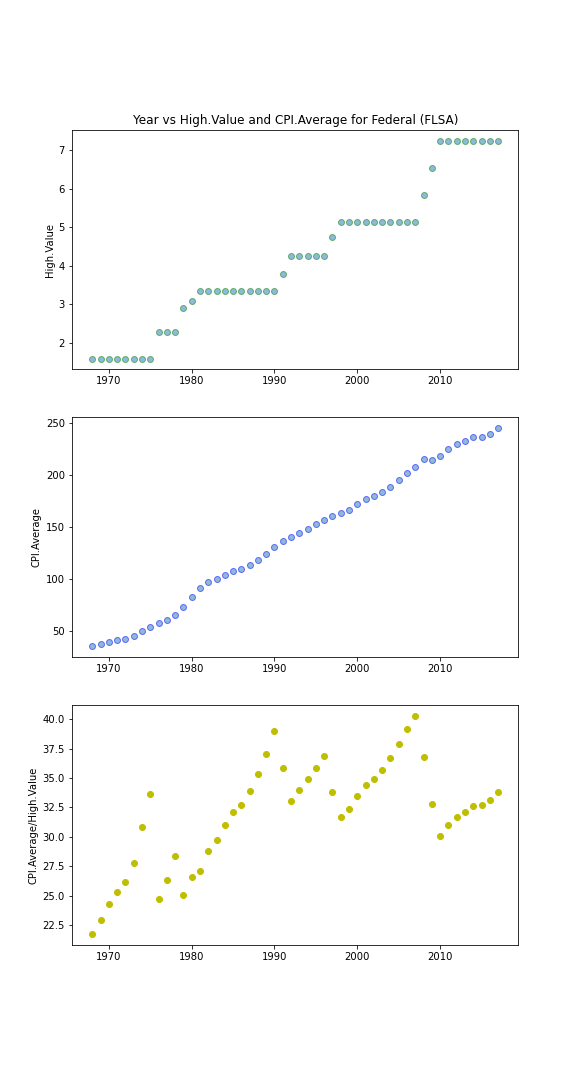 Year vs High.Value and CPI.Average for Federal (FLSA)
7
6
5
4
3
2
High.Value
1970 1980 1990 2000 2010
250
200
150
100
50
CPI.Average
1970 1980 1990 2000 2010
40.0
37.5
35.0
32.5
30.0
27.5
25.0
22.5
CPI.Average/High.Value
1970 1980 1990 2000 2010